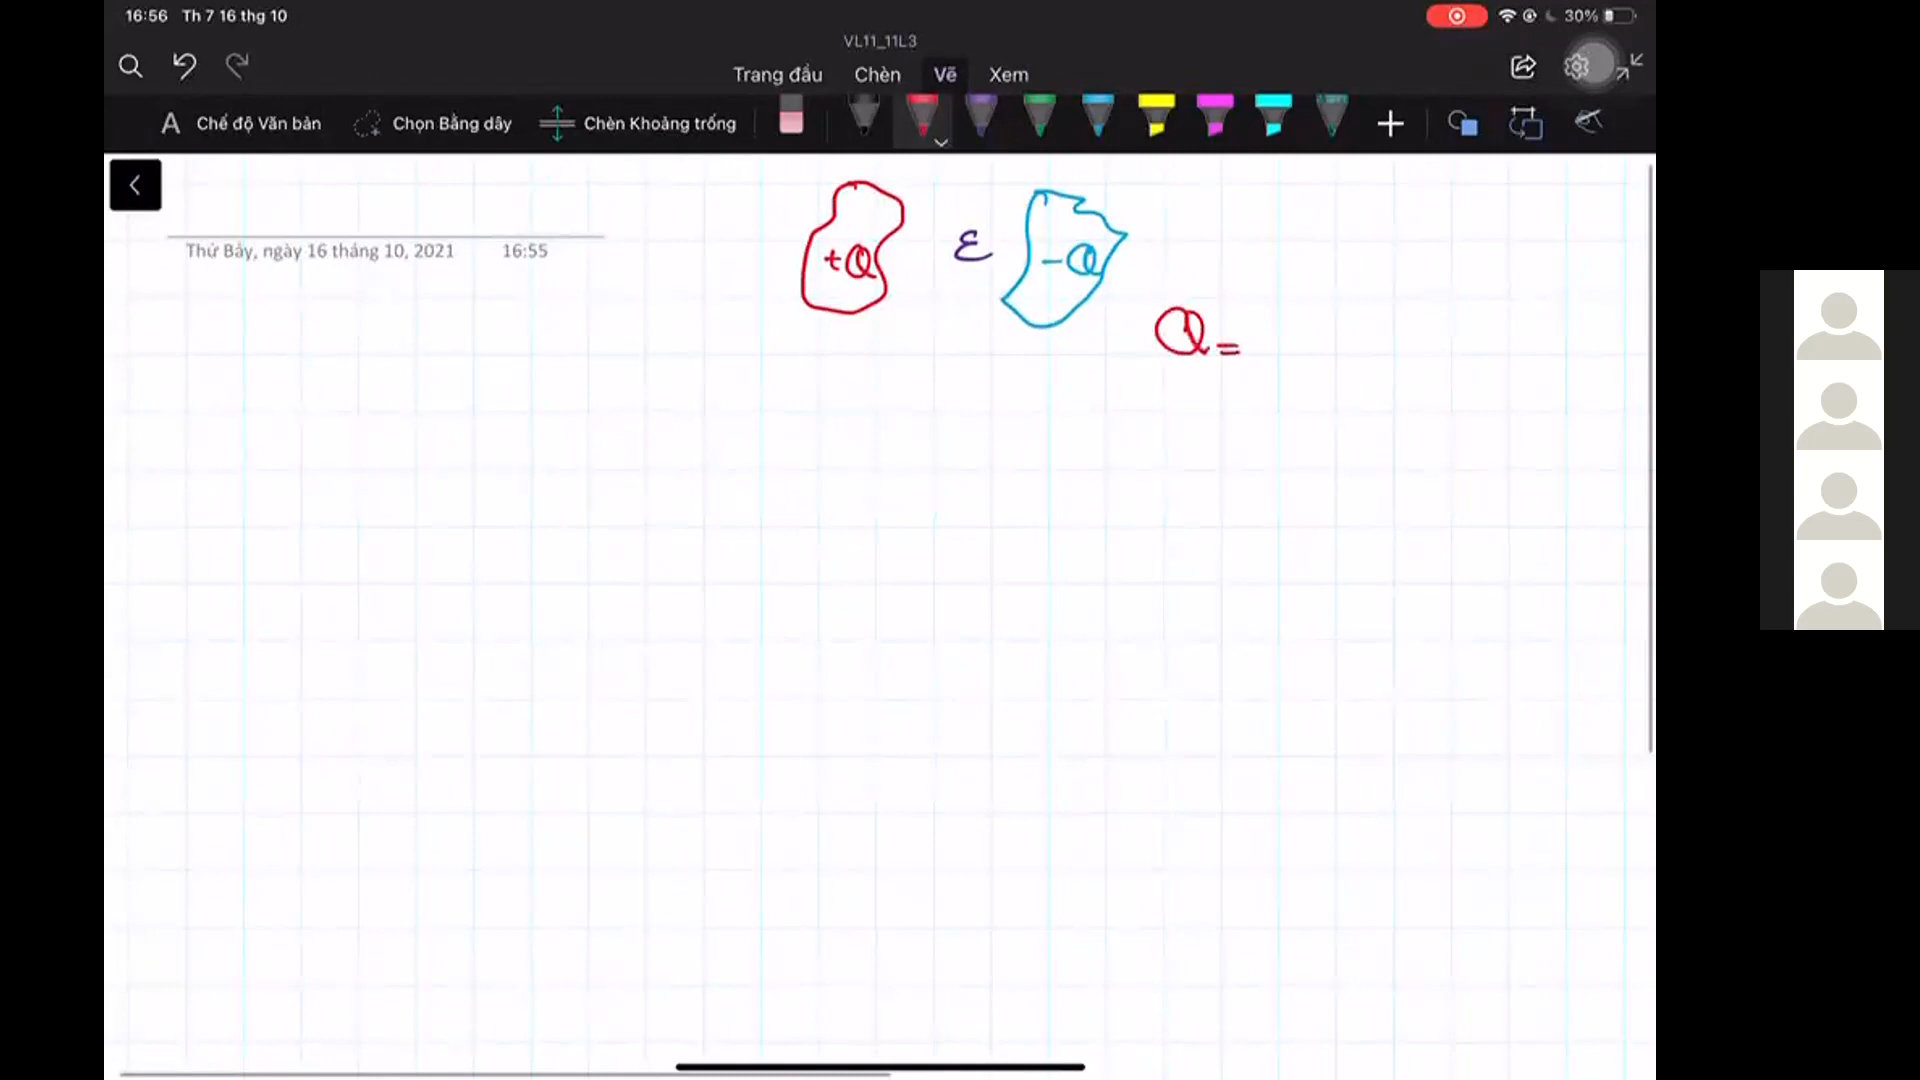 16:56 Th 7 16 thg 10
30%
VL11_11L3
Trang đầu Chèn Vẽ Xem
A Chế độ Văn bản Chọn Bằng dây Chèn Khoảng trống
+Q ε -Q
Thứ Bảy, ngày 16 tháng 10, 2021 16:55
Q =